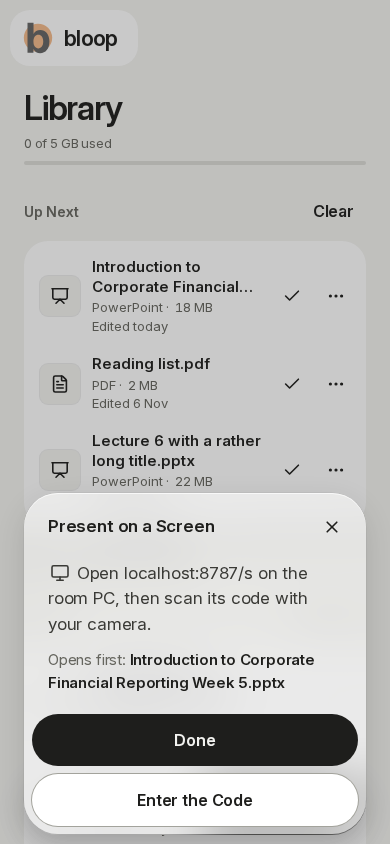 bloop
Library
0 of 5 GB used
Up Next
Clear
Introduction to
Corporate Financial…
PowerPoint · 18 MB
Edited today
Reading list.pdf
PDF · 2 MB
Edited 6 Nov
Lecture 6 with a rather
long title.pptx
PowerPoint · 22 MB
Present on a Screen
Open localhost:8787/s on the
room PC, then scan its code with
your camera.
Opens first: Introduction to Corporate
Financial Reporting Week 5.pptx
Done
Enter the Code